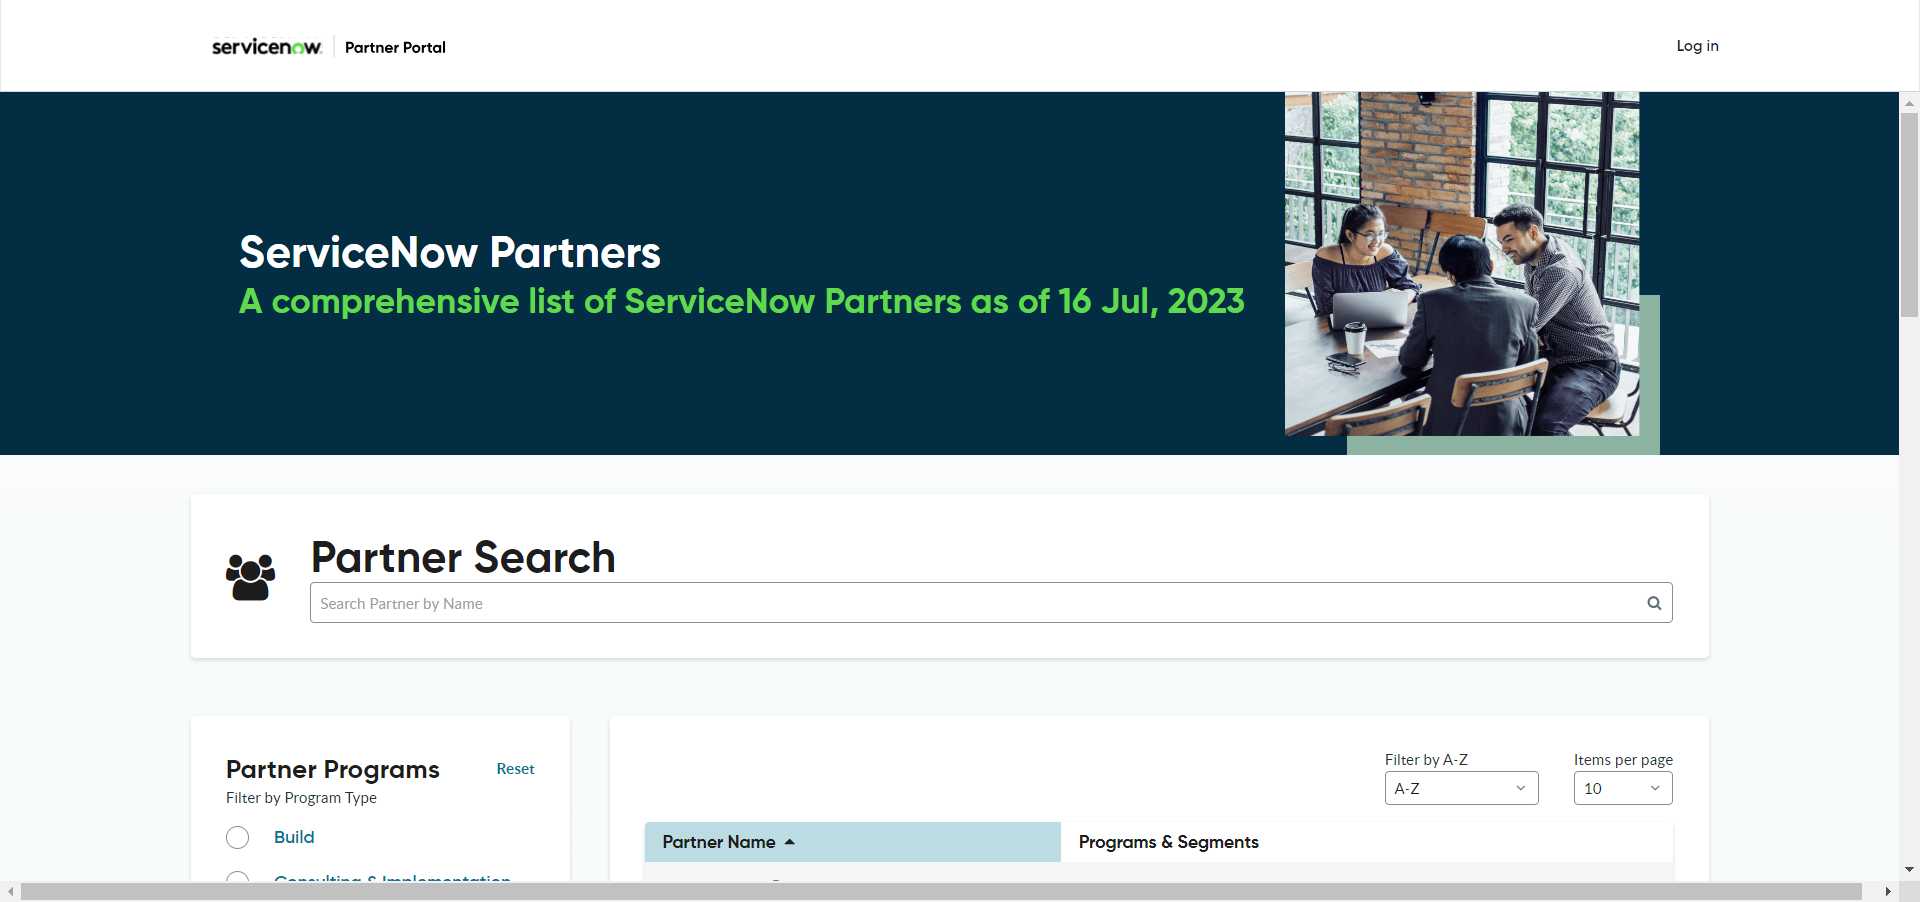 servicenow. Partner Portal
Log in
ServiceNow Partners
A comprehensive list of ServiceNow Partners as of 16 Jul, 2023
Partner Search
Search Partner by Name
Partner Programs
Reset
Filter by Program Type
Build
Consulting & Implementation
Filter by A-Z
Items per page
A-Z
10
Partner Name
Programs & Segments